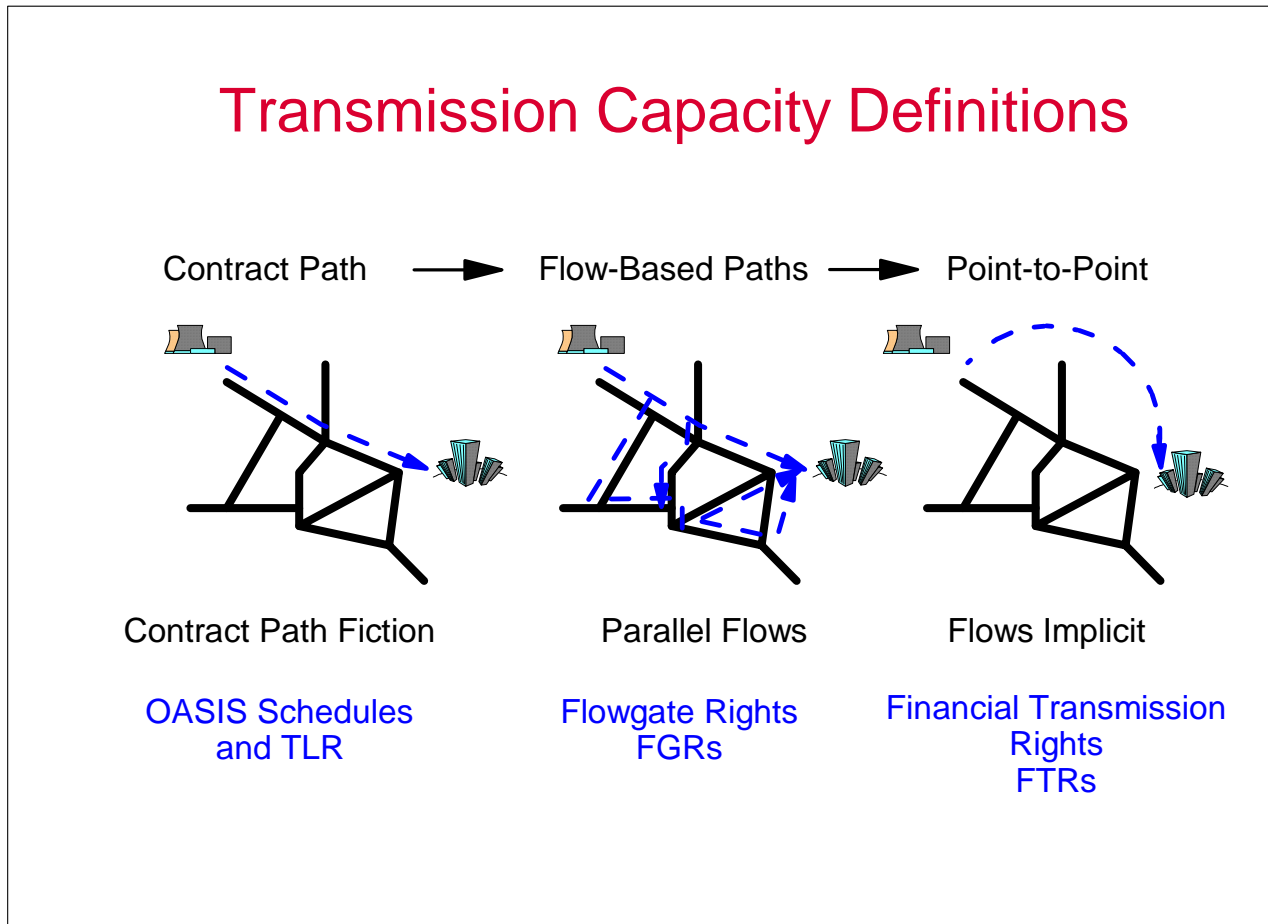 Transmission Capacity Definitions
Contract Path
Flow-Based Paths
Point-to-Point
Contract Path Fiction
Parallel Flows
Flows Implicit
OASIS Schedules
and TLR
Flowgate Rights
FGRs
Financial Transmission
Rights
FTRs